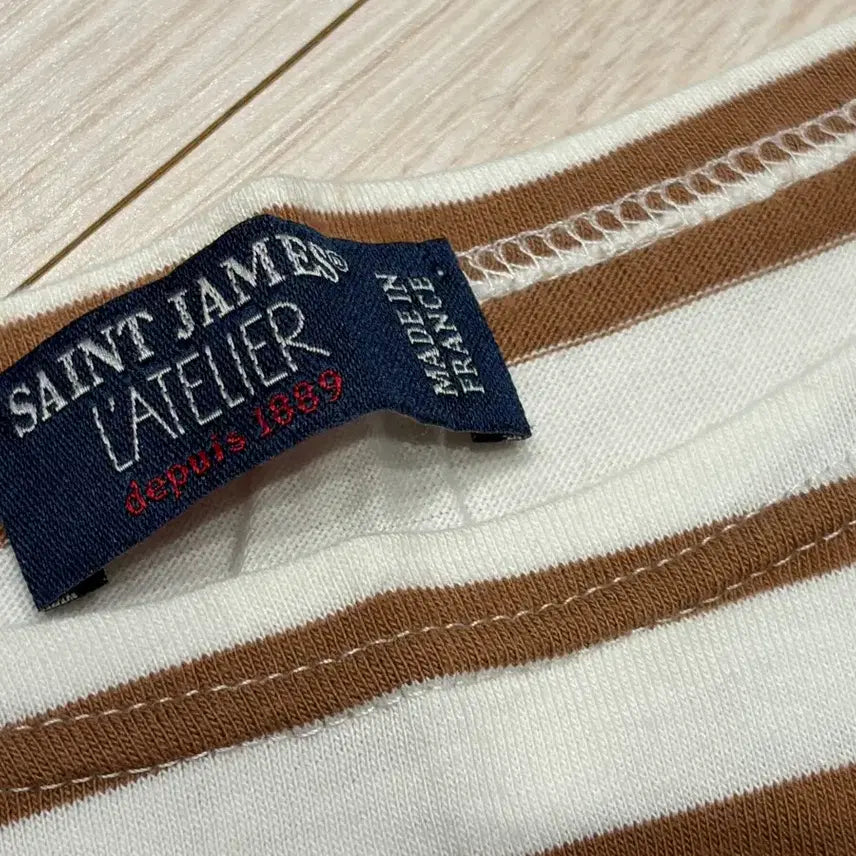 SAINT JAMES®
L'ATELIER
depuis 1889
MADE IN
FRANCE